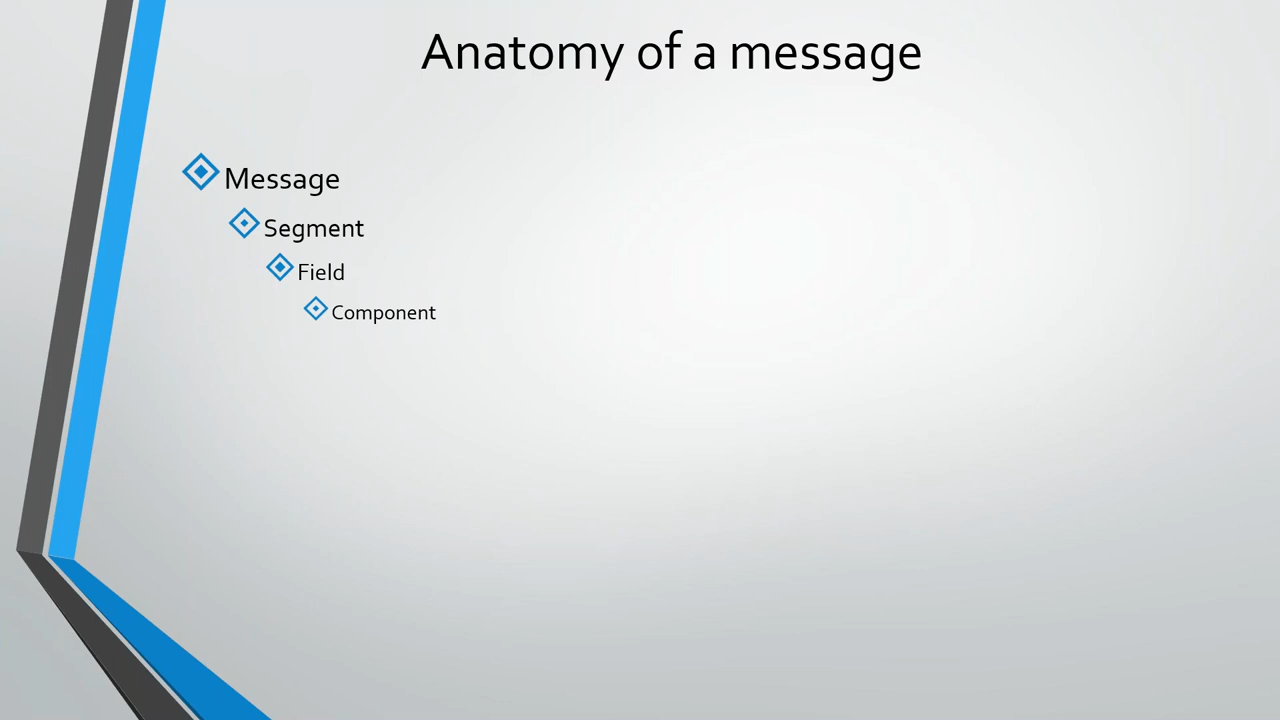 Anatomy of a message
Message
Segment
Field
Component